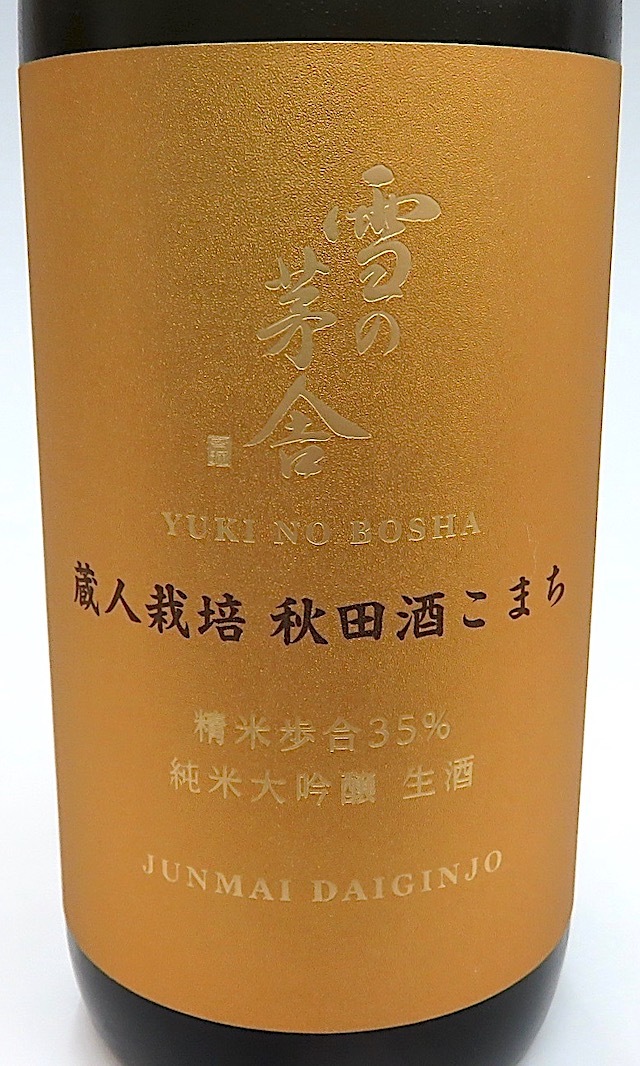 雪の
茅舎
YUKI NO BOSHA
蔵人栽培 秋田酒こまち
精米歩合35%
純米大吟醸 生酒
JUNMAI DAIGINJO